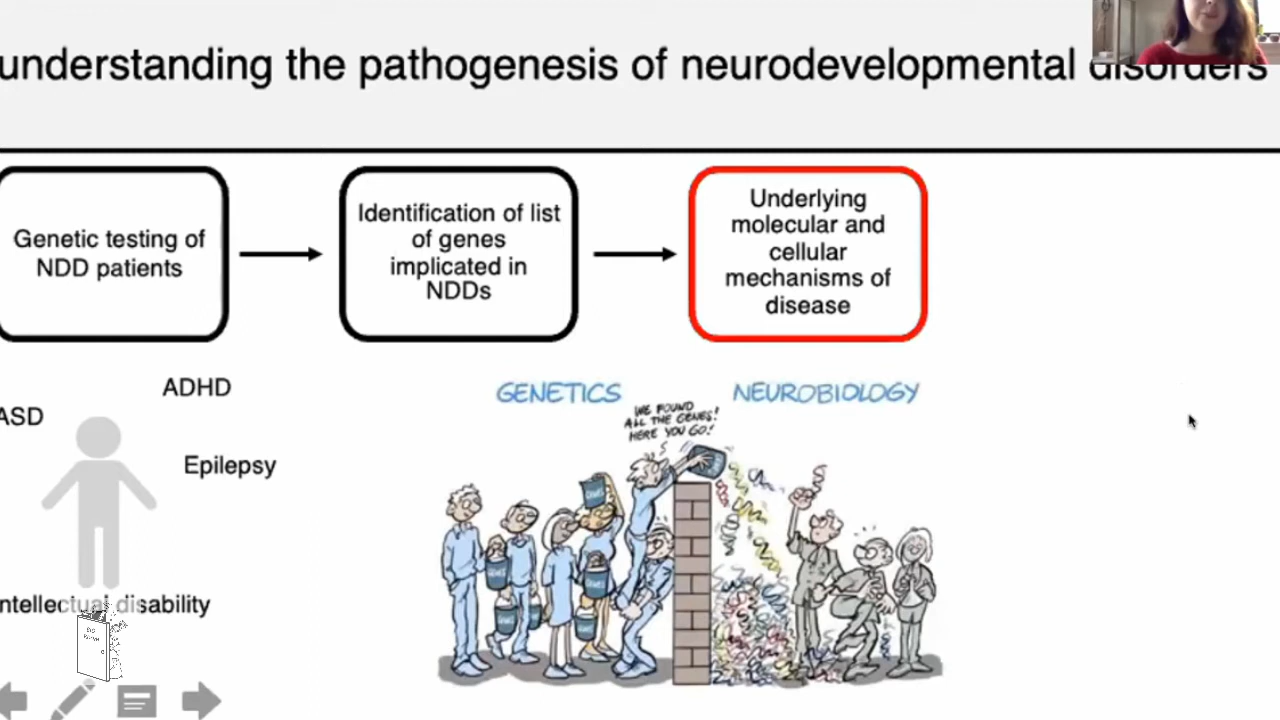 understanding the pathogenesis of neurodevelopmental disorders
Genetic testing of
NDD patients
Identification of list
of genes
implicated in
NDDs
Underlying
molecular and
cellular
mechanisms of
disease
ADHD
ASD
Epilepsy
ntellectual disability
GENETICS
NEUROBIOLOGY
WE FOUND
ALL THE GENES!
HERE YOU GO!